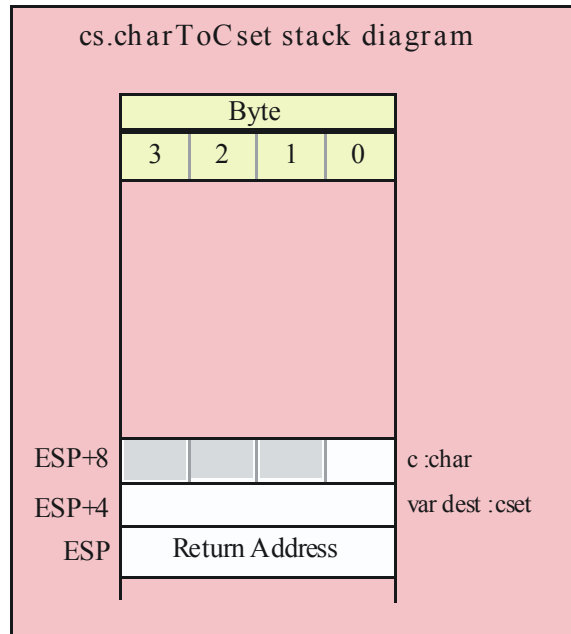 cs.charToCset stack diagram
Byte
3 2 1 0
ESP+8 c :char
ESP+4 var dest :cset
ESP Return Address